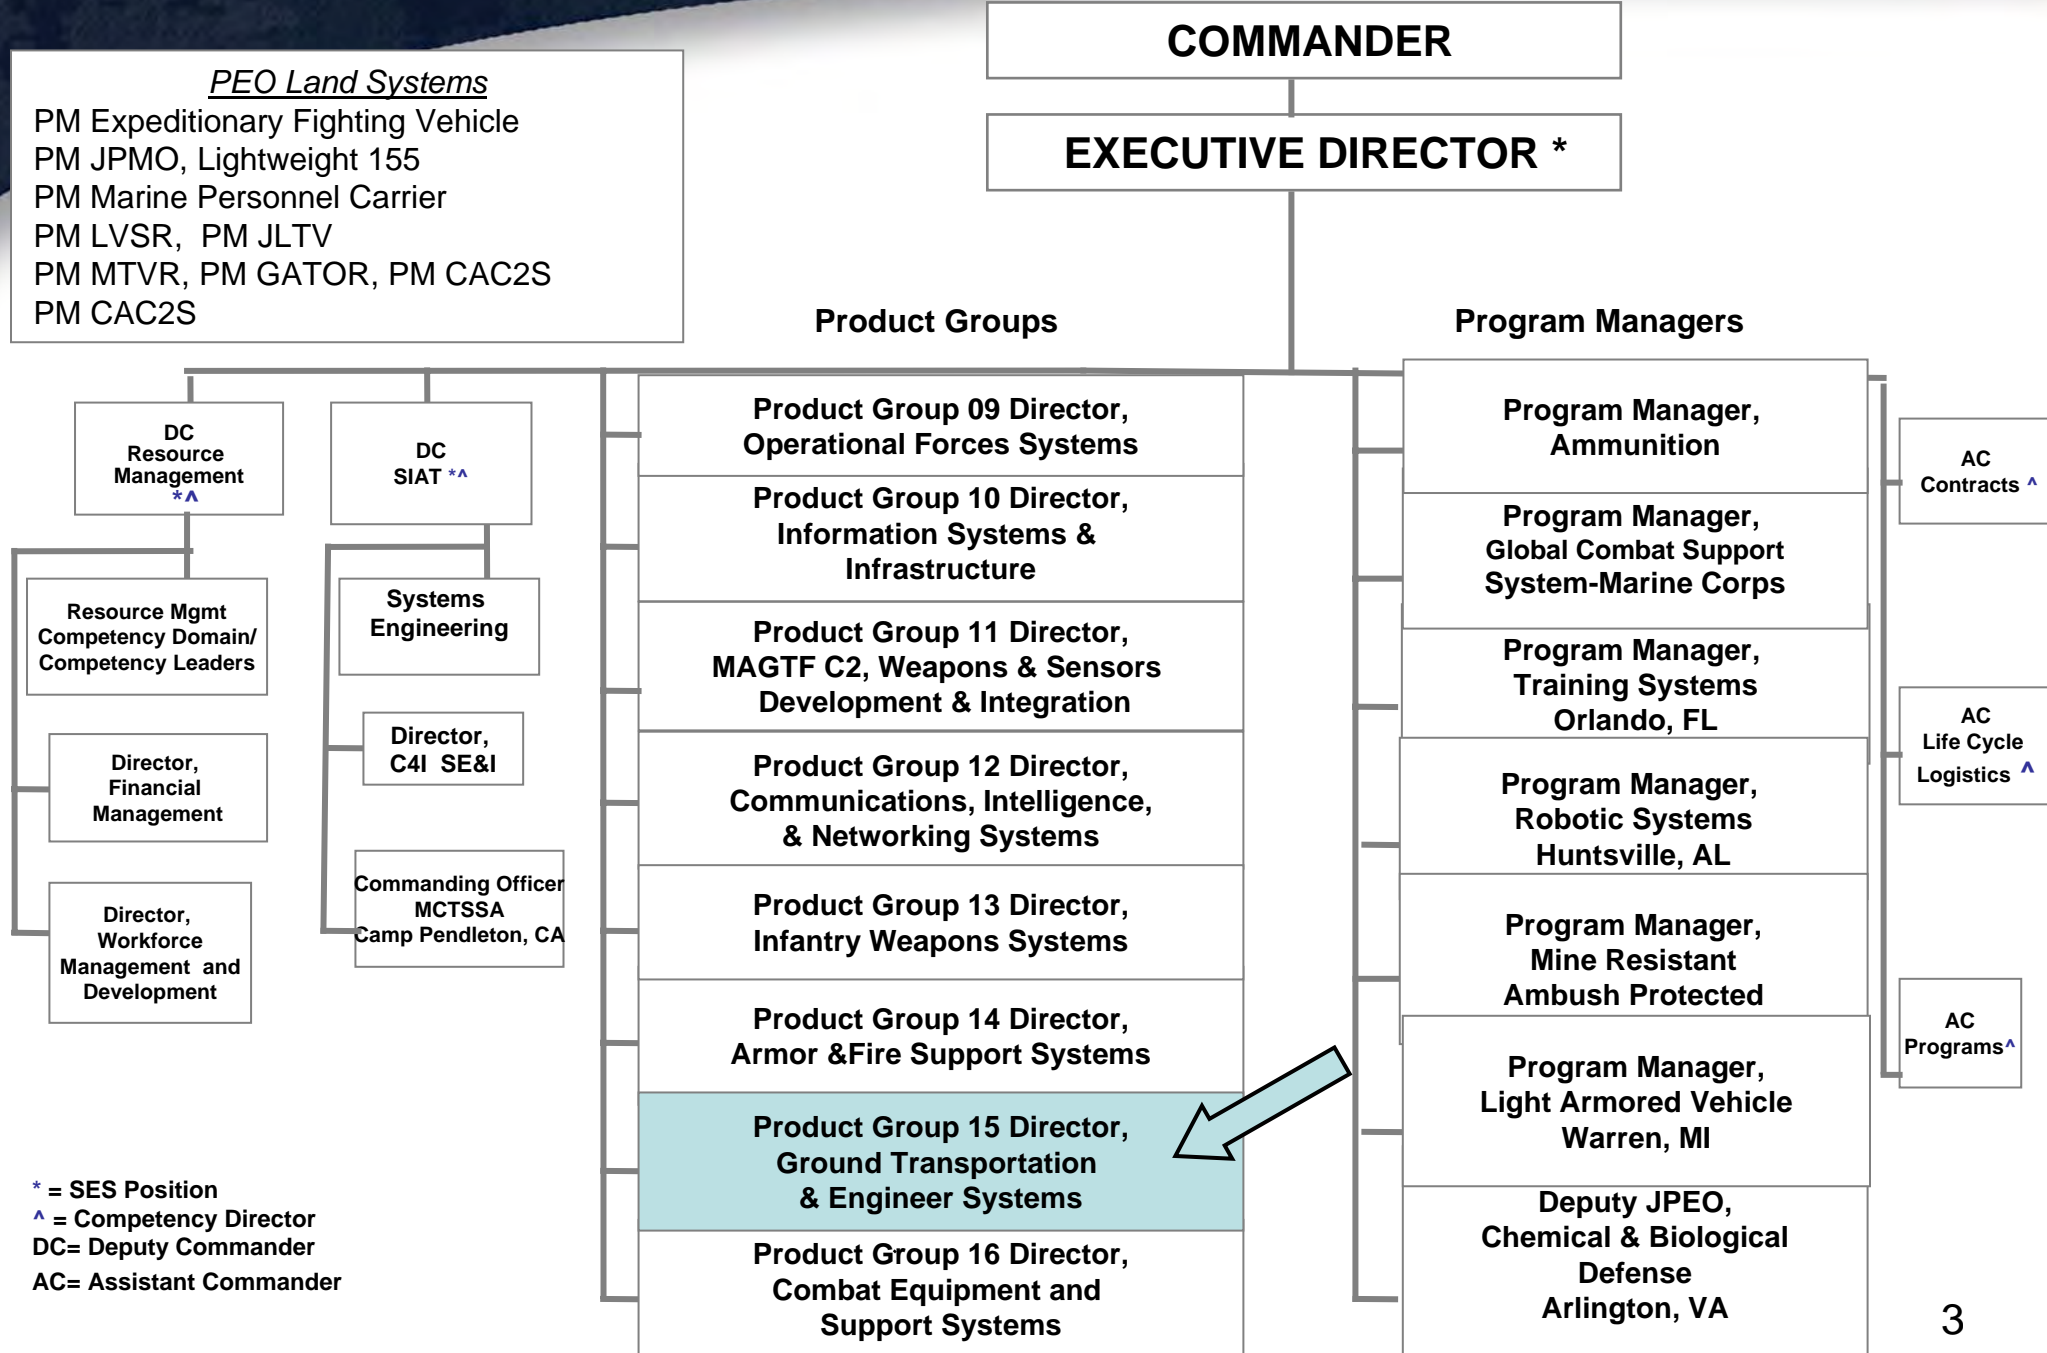 COMMANDER
EXECUTIVE DIRECTOR *
PEO Land Systems
PM Expeditionary Fighting Vehicle
PM JPMO, Lightweight 155
PM Marine Personnel Carrier
PM LVSR, PM JLTV
PM MTVR, PM GATOR, PM CAC2S
PM CAC2S
Product Groups
Program Managers
DC
Resource
Management
*^
Resource Mgmt
Competency Domain/
Competency Leaders
Director,
Financial
Management
Director,
Workforce
Management and
Development
DC
SIAT *^
Systems
Engineering
Director,
C4I SE&I
Commanding Officer
MCTSSA
Camp Pendleton, CA
Product Group 09 Director,
Operational Forces Systems
Product Group 10 Director,
Information Systems &
Infrastructure
Product Group 11 Director,
MAGTF C2, Weapons & Sensors
Development & Integration
Product Group 12 Director,
Communications, Intelligence,
& Networking Systems
Product Group 13 Director,
Infantry Weapons Systems
Product Group 14 Director,
Armor &Fire Support Systems
Product Group 15 Director,
Ground Transportation
& Engineer Systems
Product Group 16 Director,
Combat Equipment and
Support Systems
Program Manager,
Ammunition
Program Manager,
Global Combat Support
System-Marine Corps
Program Manager,
Training Systems
Orlando, FL
Program Manager,
Robotic Systems
Huntsville, AL
Program Manager,
Mine Resistant
Ambush Protected
Program Manager,
Light Armored Vehicle
Warren, MI
Deputy JPEO,
Chemical & Biological
Defense
Arlington, VA
AC
Contracts ^
AC
Life Cycle
Logistics ^
AC
Programs^
* = SES Position
^ = Competency Director
DC= Deputy Commander
AC= Assistant Commander
3